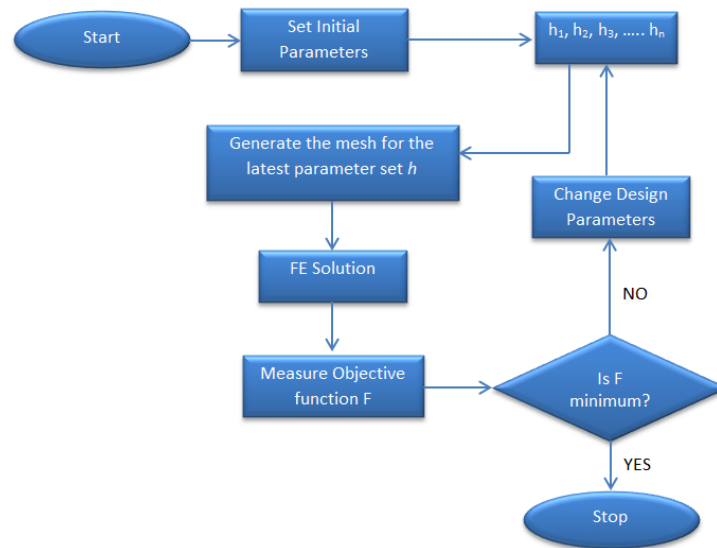 Start
Set Initial
Parameters
h₁, h₂, h₃, ..... hₙ
Generate the mesh for the
latest parameter set h
Change Design
Parameters
FE Solution
NO
Measure Objective
function F
Is F
minimum?
YES
Stop